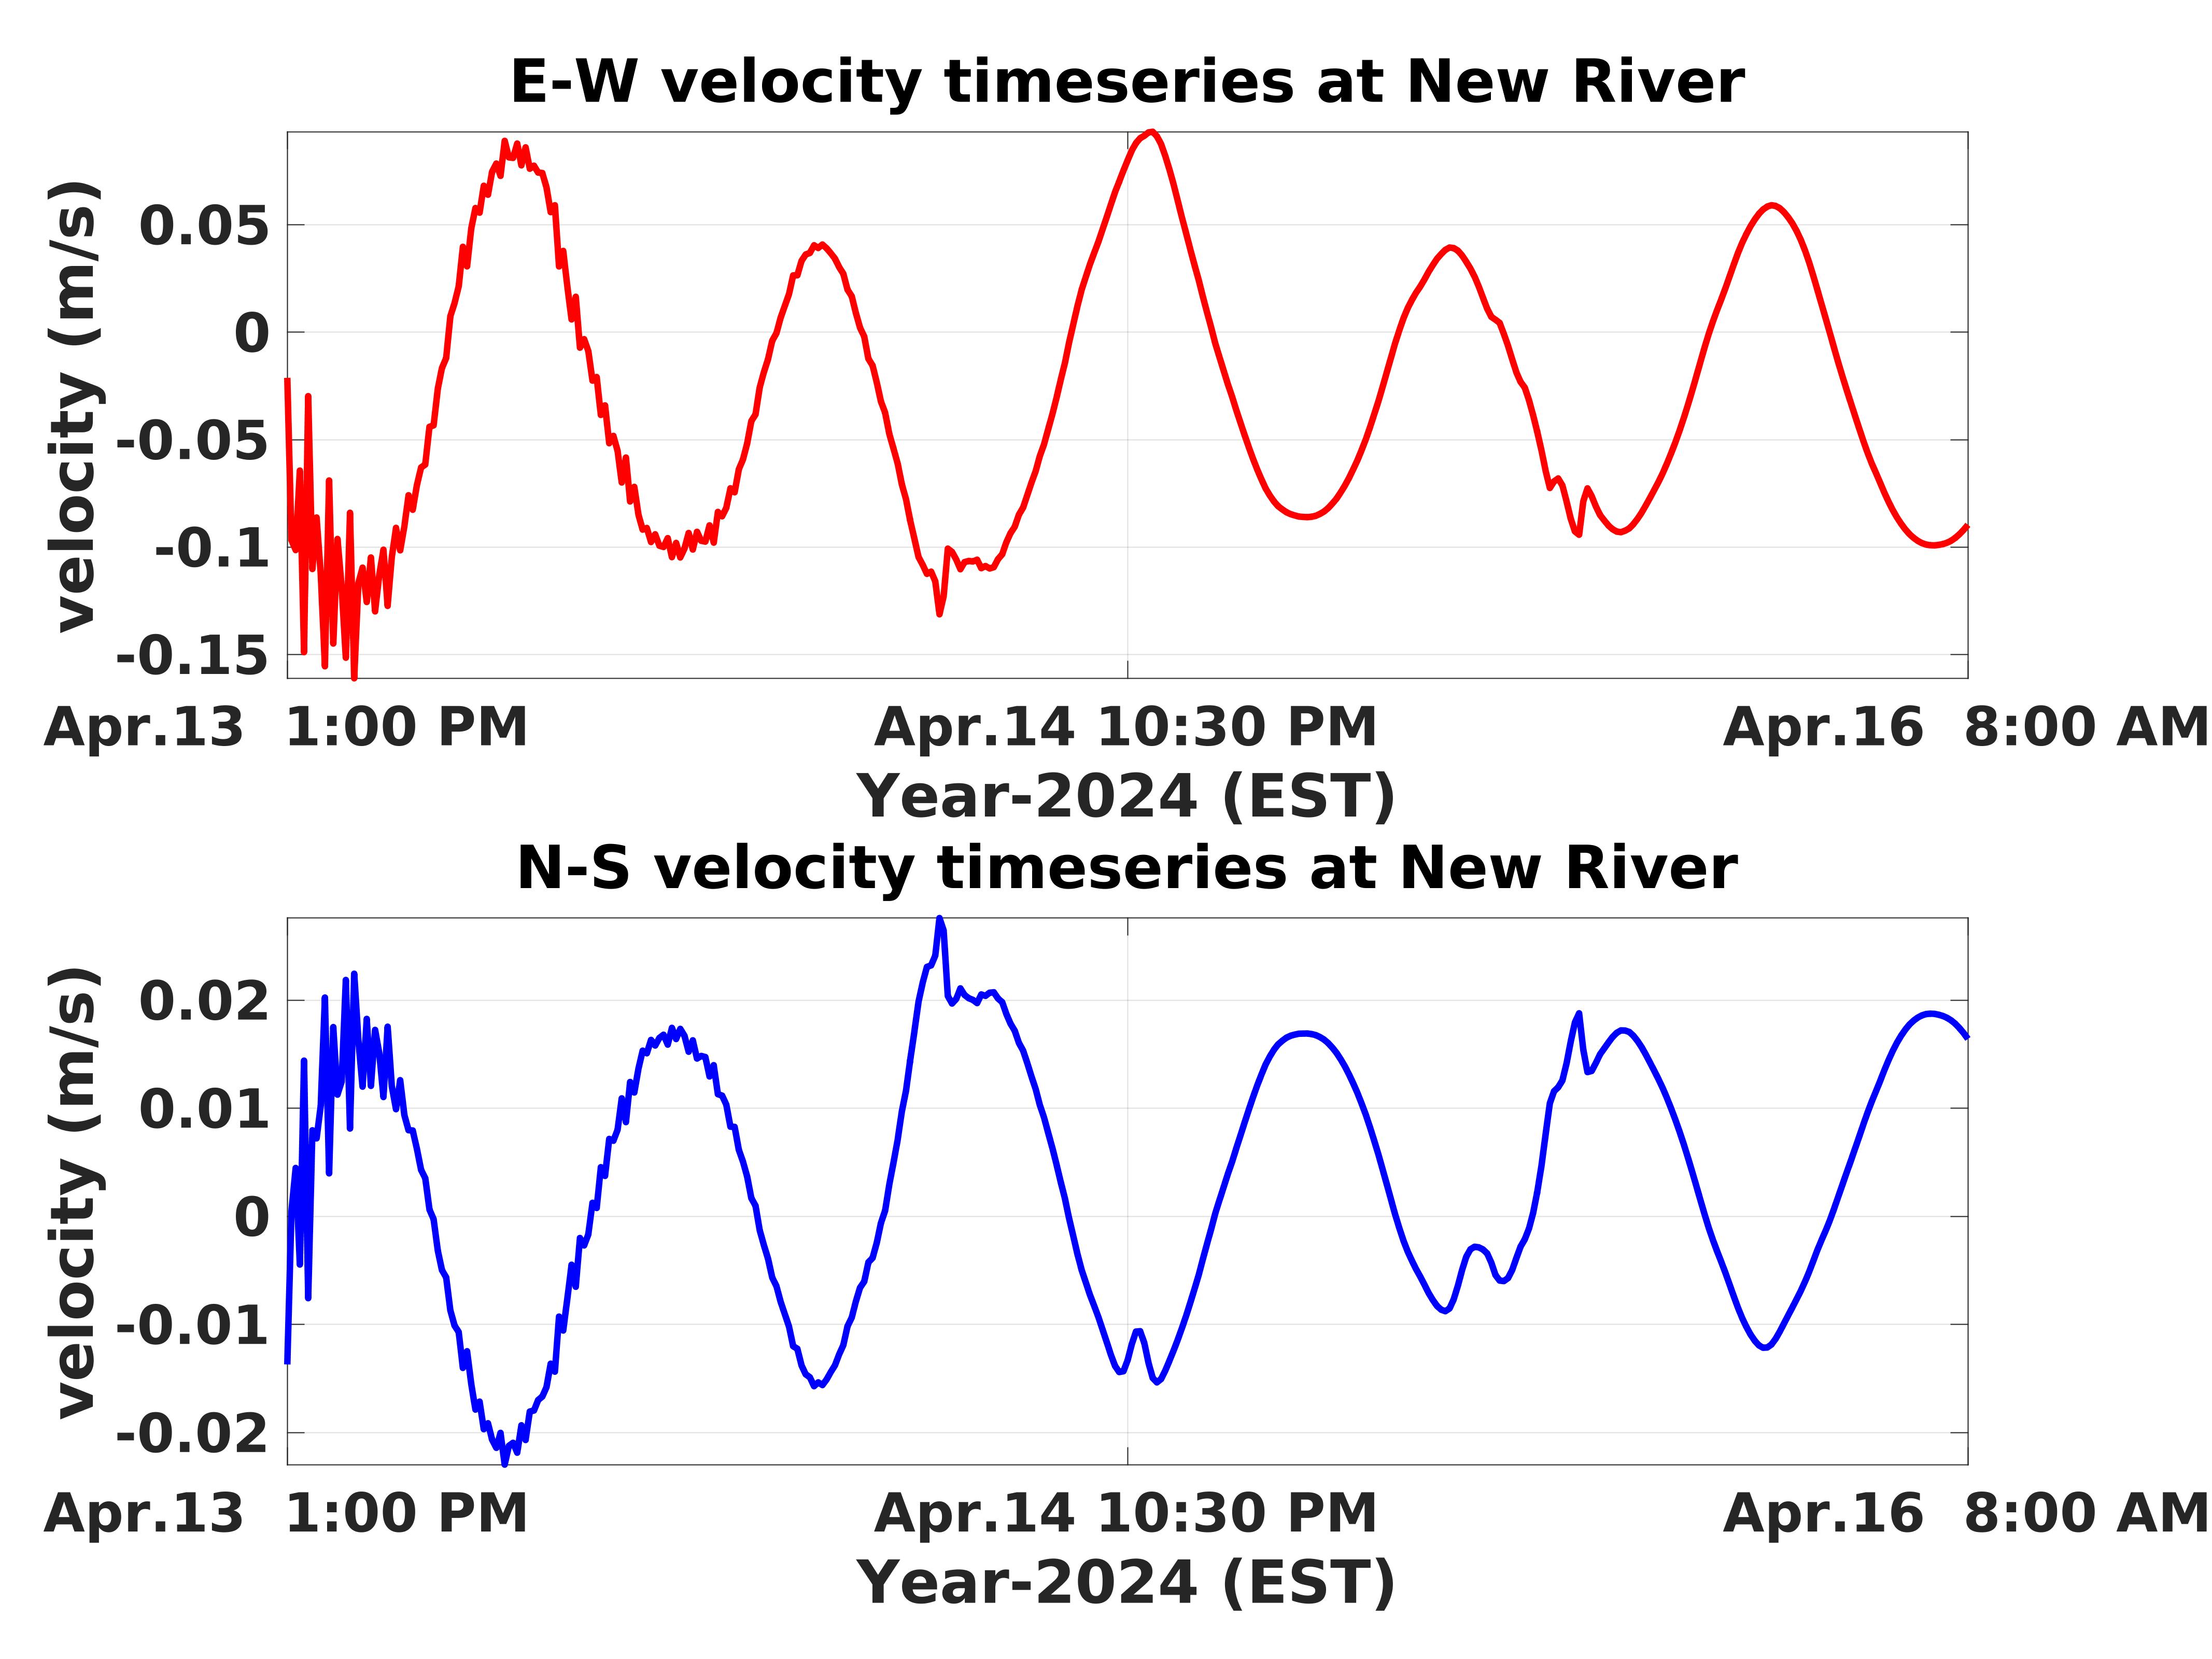 E-W velocity timeseries at New River
velocity (m/s)
0.05
0
-0.05
-0.1
-0.15
Apr.13  1:00 PM Apr.14 10:30 PM Apr.16  8:00 AM
Year-2024 (EST)
N-S velocity timeseries at New River
velocity (m/s)
0.02
0.01
0
-0.01
-0.02
Apr.13  1:00 PM Apr.14 10:30 PM Apr.16  8:00 AM
Year-2024 (EST)